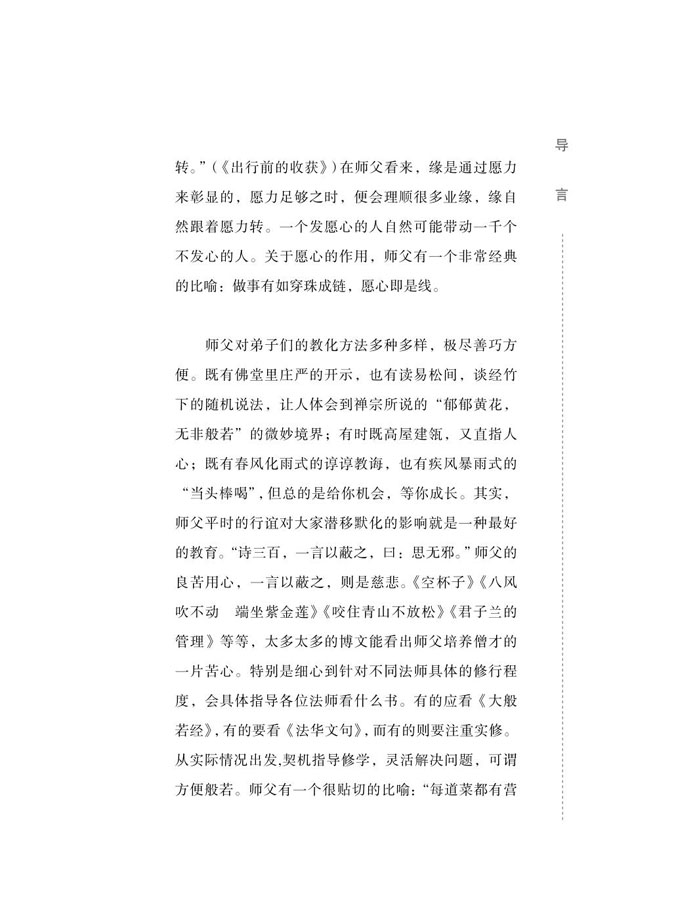 导
言
转。”(《出行前的收获》)在师父看来，缘是通过愿力
来彰显的，愿力足够之时，便会理顺很多业缘，缘自
然跟着愿力转。一个发愿心的人自然可能带动一千个
不发心的人。关于愿心的作用，师父有一个非常经典
的比喻：做事有如穿珠成链，愿心即是线。
师父对弟子们的教化方法多种多样，极尽善巧方
便。既有佛堂里庄严的开示，也有读易松间，谈经竹
下的随机说法，让人体会到禅宗所说的“郁郁黄花，
无非般若”的微妙境界；有时既高屋建瓴，又直指人
心；既有春风化雨式的谆谆教诲，也有疾风暴雨式的
“当头棒喝”，但总的是给你机会，等你成长。其实，
师父平时的行谊对大家潜移默化的影响就是一种最好
的教育。“诗三百，一言以蔽之，曰：思无邪。”师父的
良苦用心，一言以蔽之，则是慈悲。《空杯子》《八风
吹不动　端坐紫金莲》《咬住青山不放松》《君子兰的
管理》等等，太多太多的博文能看出师父培养僧才的
一片苦心。特别是细心到针对不同法师具体的修行程
度，会具体指导各位法师看什么书。有的应看《大般
若经》，有的要看《法华文句》，而有的则要注重实修。
从实际情况出发,契机指导修学，灵活解决问题，可谓
方便般若。师父有一个很贴切的比喻：“每道菜都有营